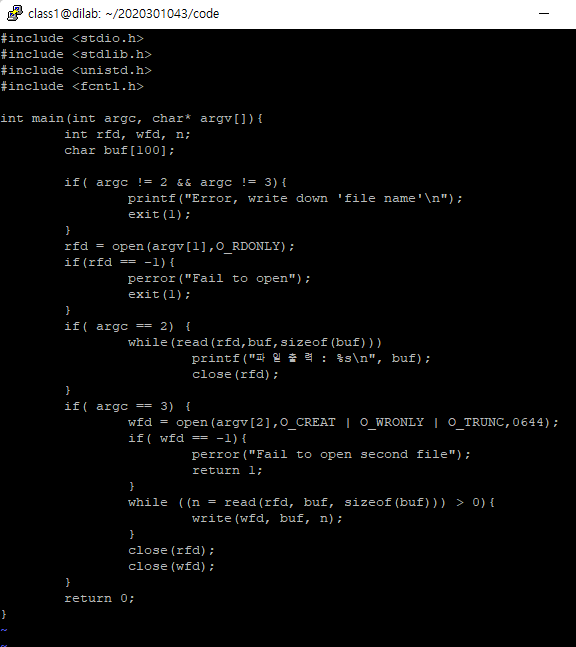 class1@dilab: ~/2020301043/code
#include <stdio.h>
#include <stdlib.h>
#include <unistd.h>
#include <fcntl.h>

int main(int argc, char* argv[]){
        int rfd, wfd, n;
        char buf[100];

        if( argc != 2 && argc != 3){
                printf("Error, write down 'file name'\n");
                exit(1);
        }
        rfd = open(argv[1],O_RDONLY);
        if(rfd == -1){
                perror("Fail to open");
                exit(1);
        }
        if( argc == 2) {
                while(read(rfd,buf,sizeof(buf)))
                        printf("파 일 출 력 : %s\n", buf);
                        close(rfd);
        }
        if( argc == 3) {
                wfd = open(argv[2],O_CREAT | O_WRONLY | O_TRUNC,0644);
                if( wfd == -1){
                        perror("Fail to open second file");
                        return 1;
                }
                while ((n = read(rfd, buf, sizeof(buf))) > 0){
                        write(wfd, buf, n);
                }
                close(rfd);
                close(wfd);
        }
        return 0;
}
~
~